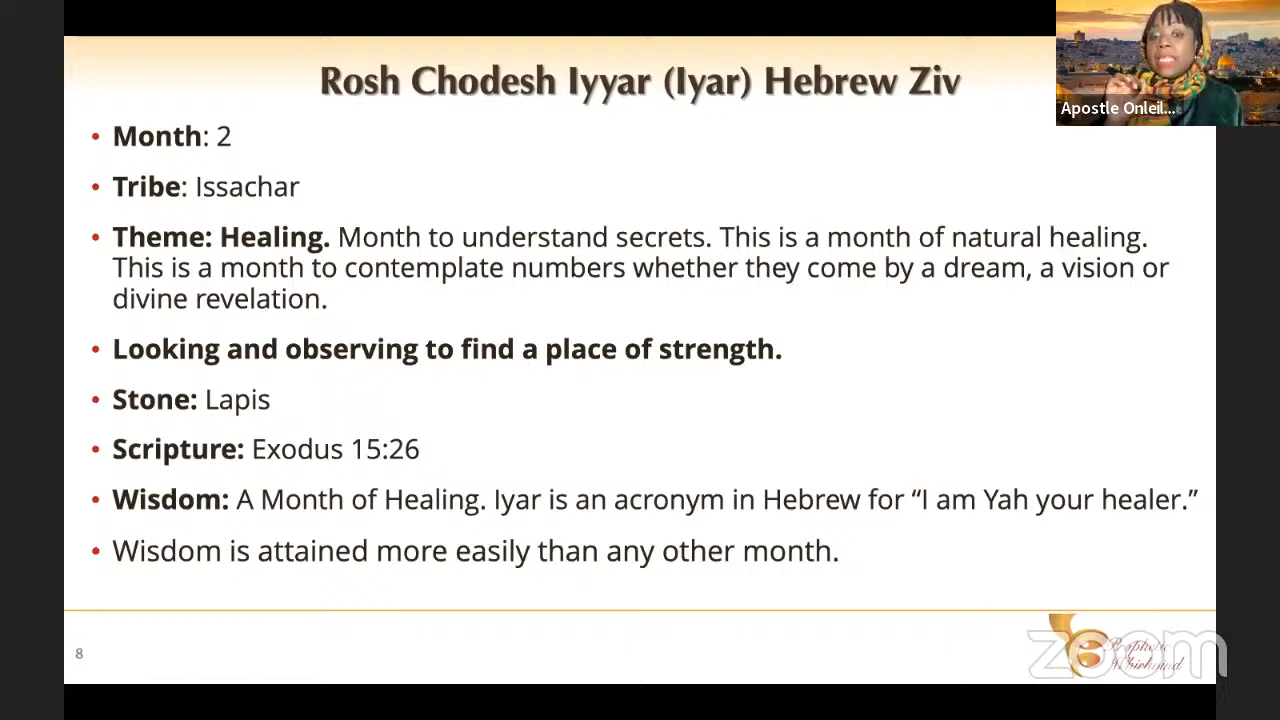 Rosh Chodesh Iyyar (Iyar) Hebrew Ziv
Apostle Onleil...
• Month: 2
• Tribe: Issachar
• Theme: Healing. Month to understand secrets. This is a month of natural healing.
This is a month to contemplate numbers whether they come by a dream, a vision or
divine revelation.
• Looking and observing to find a place of strength.
• Stone: Lapis
• Scripture: Exodus 15:26
• Wisdom: A Month of Healing. Iyar is an acronym in Hebrew for “I am Yah your healer.”
• Wisdom is attained more easily than any other month.
8
zoom
Prophetic
Whirlwind